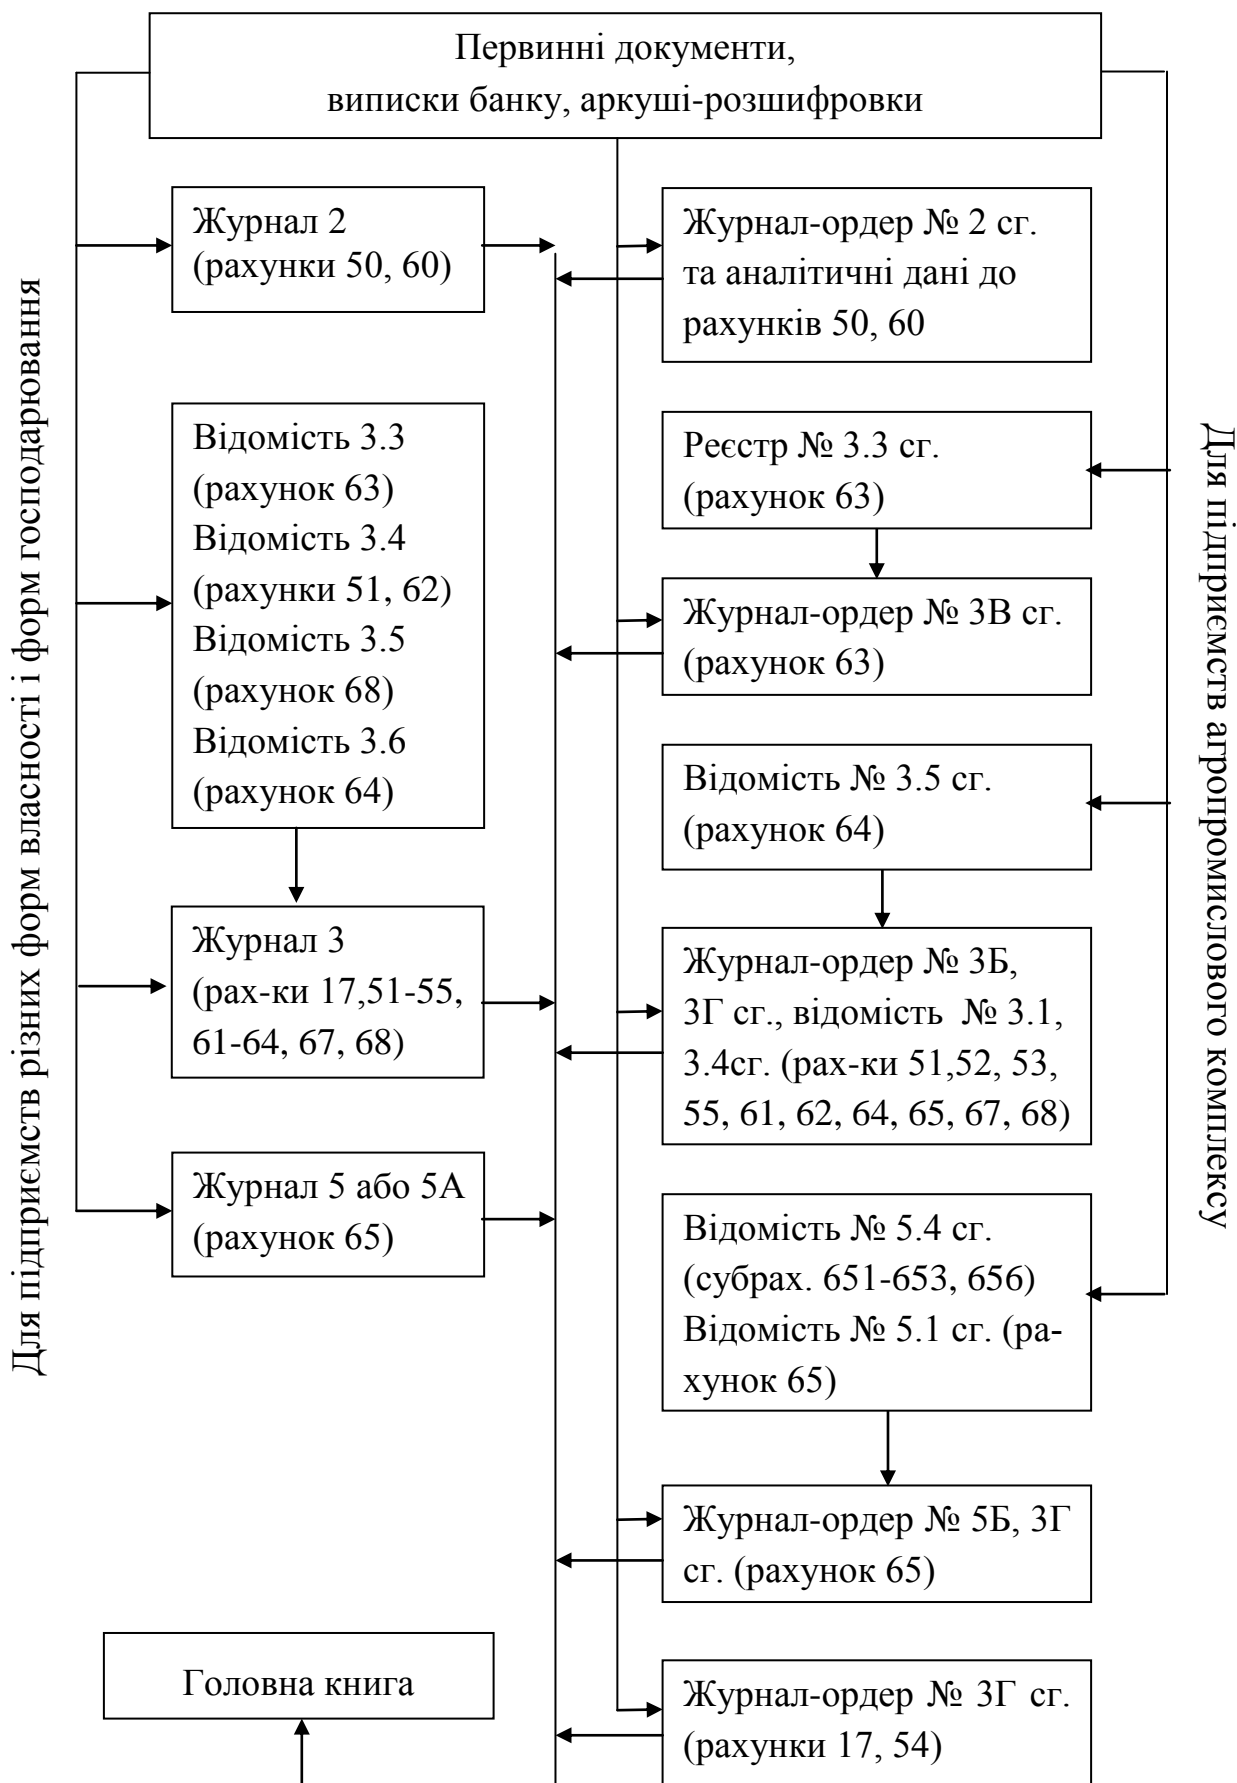 Первинні документи,
виписки банку, аркуші-розшифровки
Для підприємств різних форм власності і форм господарювання
Журнал 2
(рахунки 50, 60)
Відомість 3.3
(рахунок 63)
Відомість 3.4
(рахунки 51, 62)
Відомість 3.5
(рахунок 68)
Відомість 3.6
(рахунок 64)
Журнал 3
(рах-ки 17,51-55,
61-64, 67, 68)
Журнал 5 або 5А
(рахунок 65)
Головна книга
Журнал-ордер № 2 сг.
та аналітичні дані до
рахунків 50, 60
Реєстр № 3.3 сг.
(рахунок 63)
Журнал-ордер № 3В сг.
(рахунок 63)
Відомість № 3.5 сг.
(рахунок 64)
Журнал-ордер № 3Б,
3Г сг., відомість № 3.1,
3.4сг. (рах-ки 51,52, 53,
55, 61, 62, 64, 65, 67, 68)
Відомість № 5.4 сг.
(субрах. 651-653, 656)
Відомість № 5.1 сг. (ра-
хунок 65)
Журнал-ордер № 5Б, 3Г
сг. (рахунок 65)
Журнал-ордер № 3Г сг.
(рахунки 17, 54)
Для підприємств агропромислового комплексу